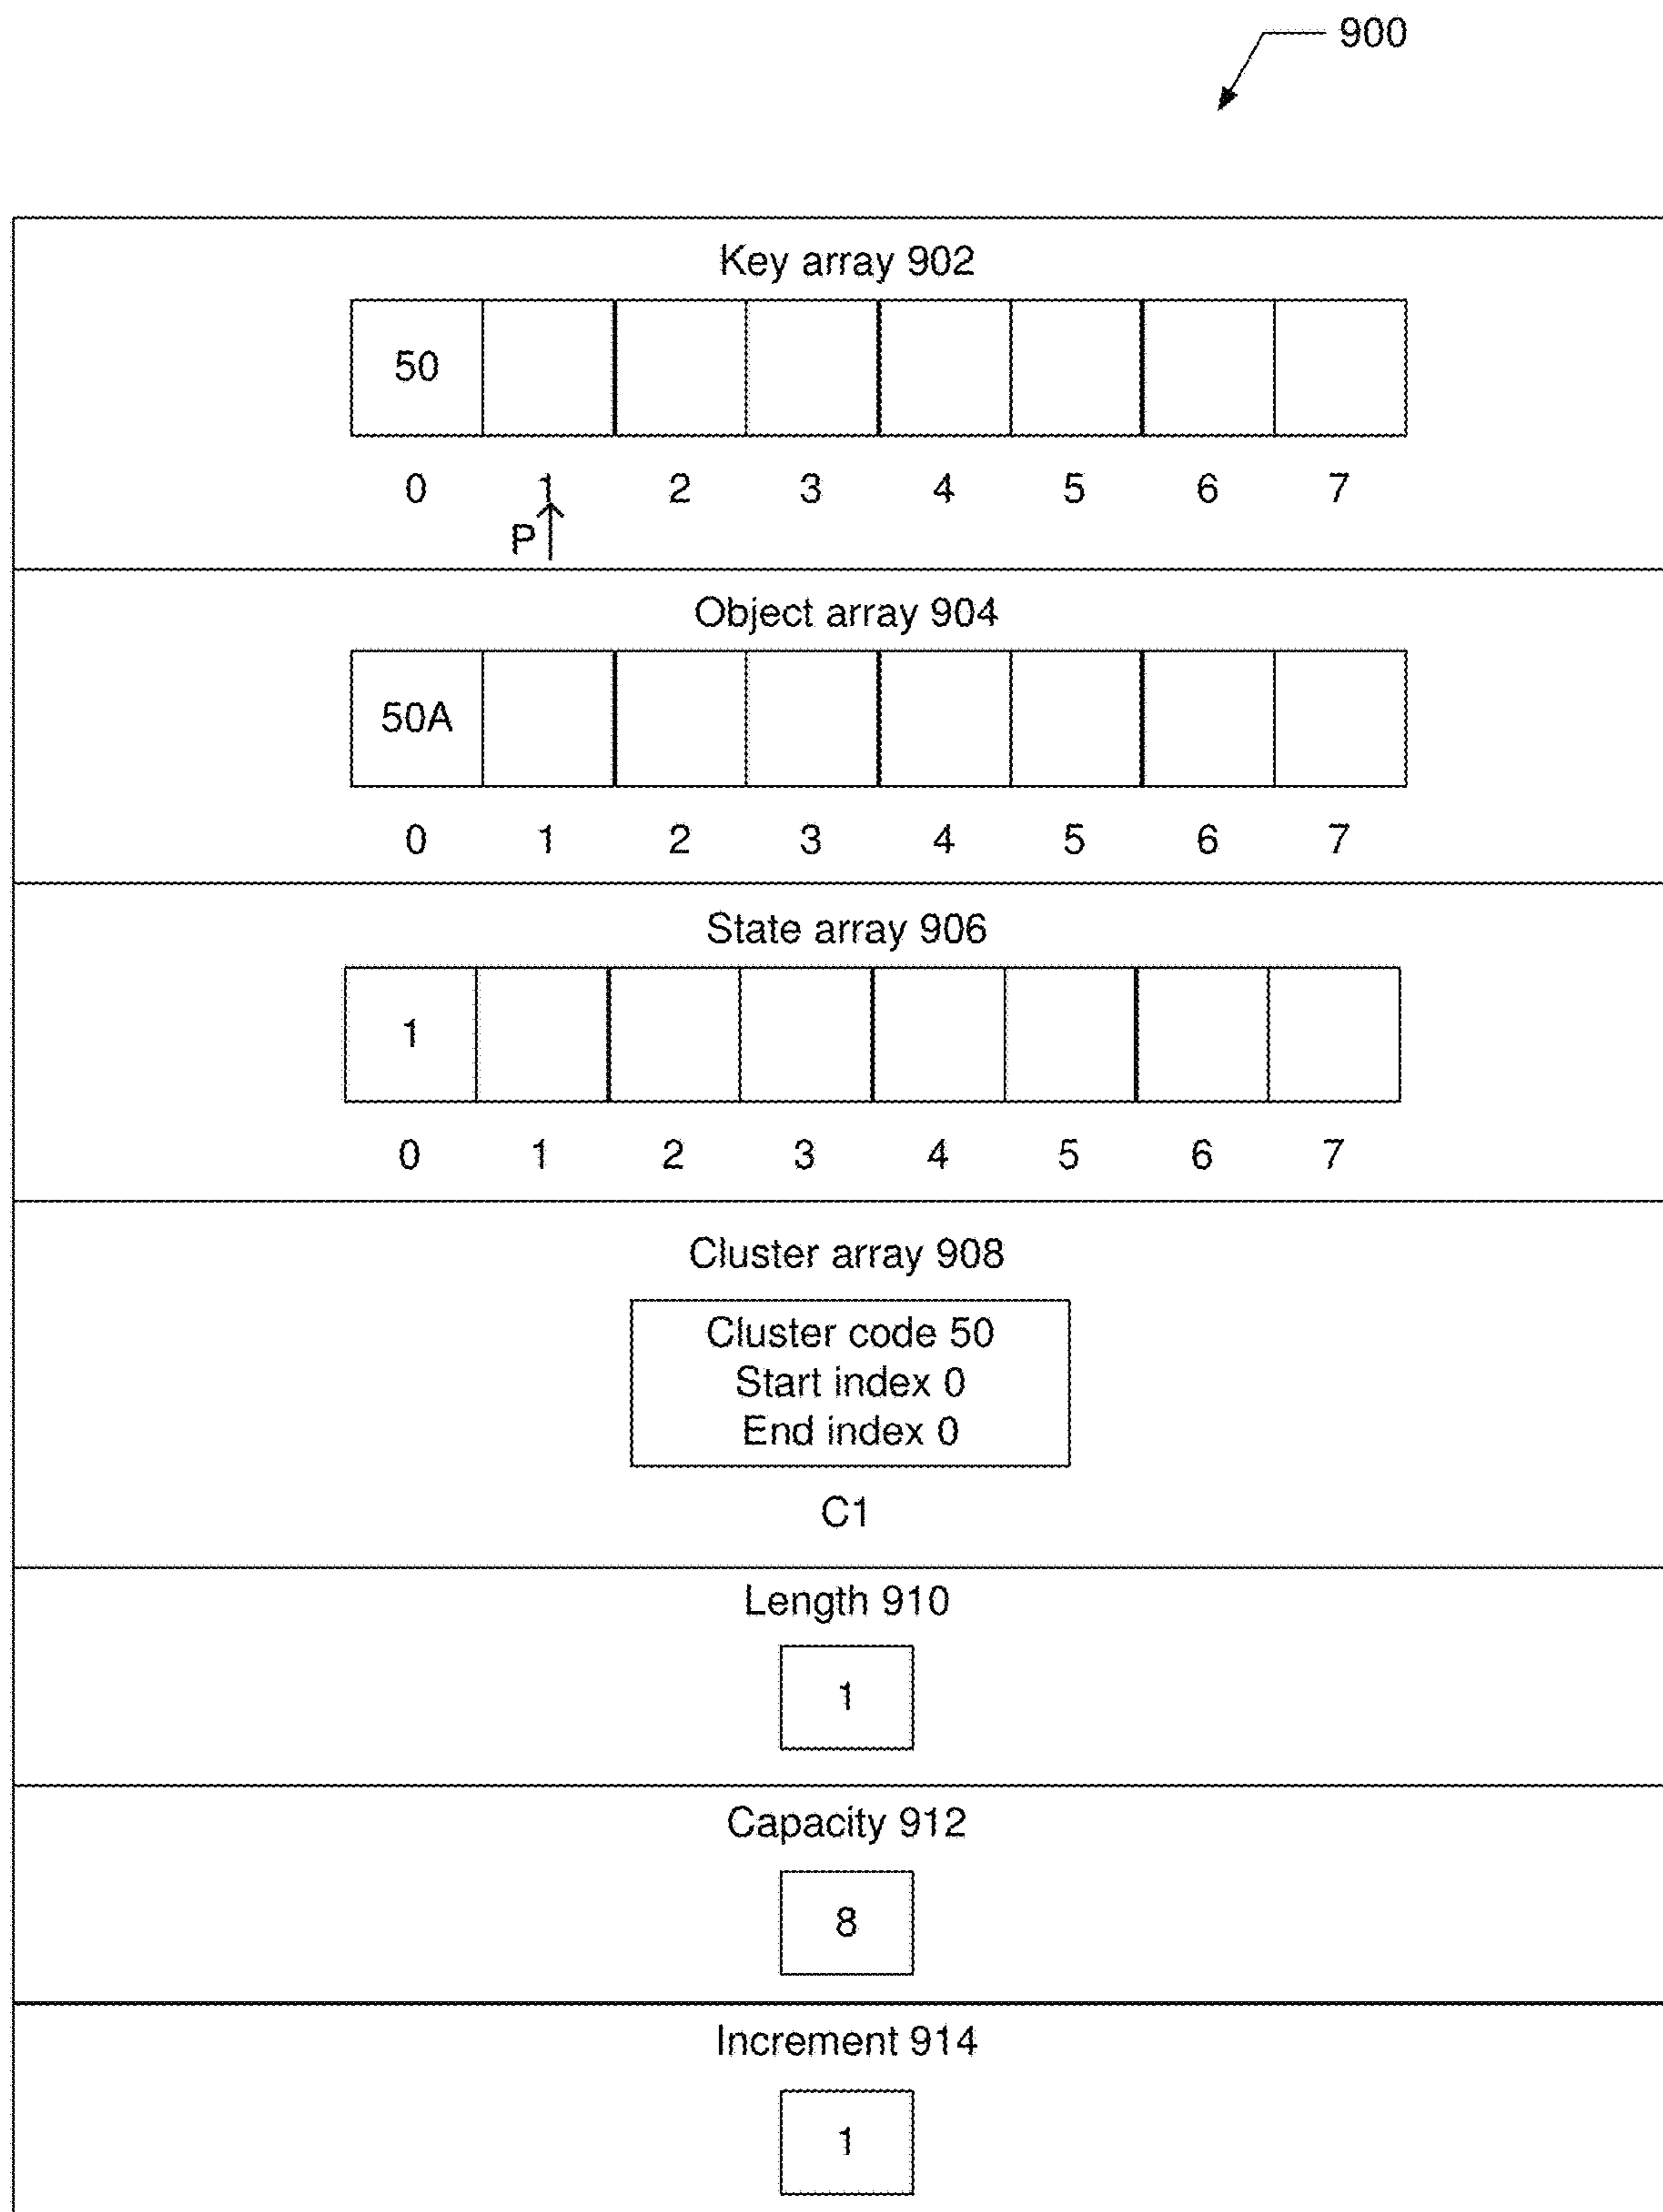 900
Key array 902
50
0 1 2 3 4 5 6 7
P
Object array 904
50A
0 1 2 3 4 5 6 7
State array 906
1
0 1 2 3 4 5 6 7
Cluster array 908
Cluster code 50
Start index 0
End index 0
C1
Length 910
1
Capacity 912
8
Increment 914
1